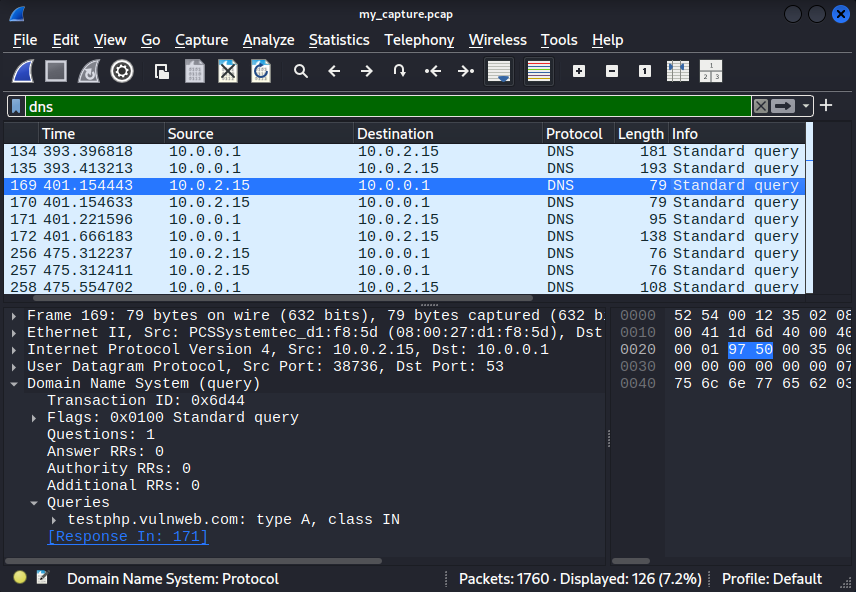 my_capture.pcap
File Edit View Go Capture Analyze Statistics Telephony Wireless Tools Help
dns
Time Source Destination Protocol Length Info
134 393.396818 10.0.0.1 10.0.2.15 DNS 181 Standard query
135 393.413213 10.0.0.1 10.0.2.15 DNS 193 Standard query
169 401.154443 10.0.2.15 10.0.0.1 DNS 79 Standard query
170 401.154633 10.0.2.15 10.0.0.1 DNS 79 Standard query
171 401.221596 10.0.0.1 10.0.2.15 DNS 95 Standard query
172 401.666183 10.0.0.1 10.0.2.15 DNS 138 Standard query
256 475.312237 10.0.2.15 10.0.0.1 DNS 76 Standard query
257 475.312411 10.0.2.15 10.0.0.1 DNS 76 Standard query
258 475.554702 10.0.0.1 10.0.2.15 DNS 108 Standard query
Frame 169: 79 bytes on wire (632 bits), 79 bytes captured (632 b
Ethernet II, Src: PCSSystemtec_d1:f8:5d (08:00:27:d1:f8:5d), Dst
Internet Protocol Version 4, Src: 10.0.2.15, Dst: 10.0.0.1
User Datagram Protocol, Src Port: 38736, Dst Port: 53
Domain Name System (query)
Transaction ID: 0x6d44
Flags: 0x0100 Standard query
Questions: 1
Answer RRs: 0
Authority RRs: 0
Additional RRs: 0
Queries
testphp.vulnweb.com: type A, class IN
[Response In: 171]
0000 52 54 00 12 35 02 08
0010 00 41 1d 6d 40 00 40
0020 00 01 97 50 00 35 00
0030 00 00 00 00 00 00 07
0040 75 6c 6e 77 65 62 03
Domain Name System: Protocol
Packets: 1760 · Displayed: 126 (7.2%)
Profile: Default